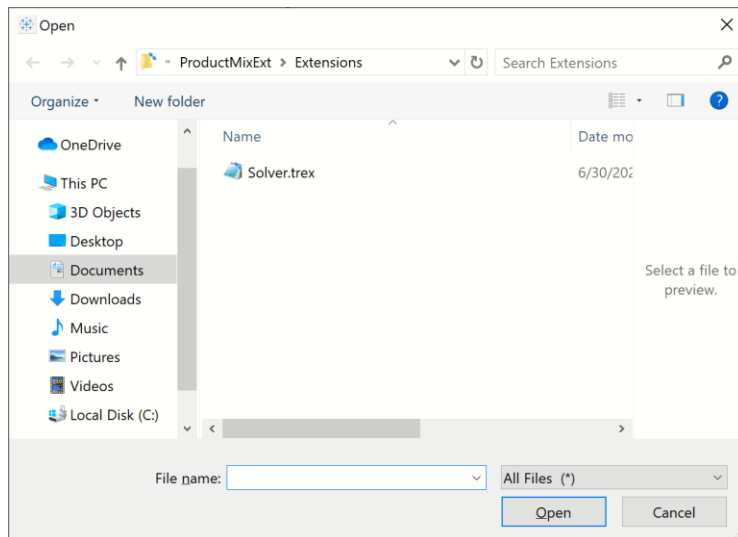 Open
ProductMixExt > Extensions
Search Extensions
Organize
New folder
OneDrive
This PC
3D Objects
Desktop
Documents
Downloads
Music
Pictures
Videos
Local Disk (C:)
Name
Date mo
Solver.trex
6/30/202
Select a file to
preview.
File name:
All Files (*)
Open
Cancel